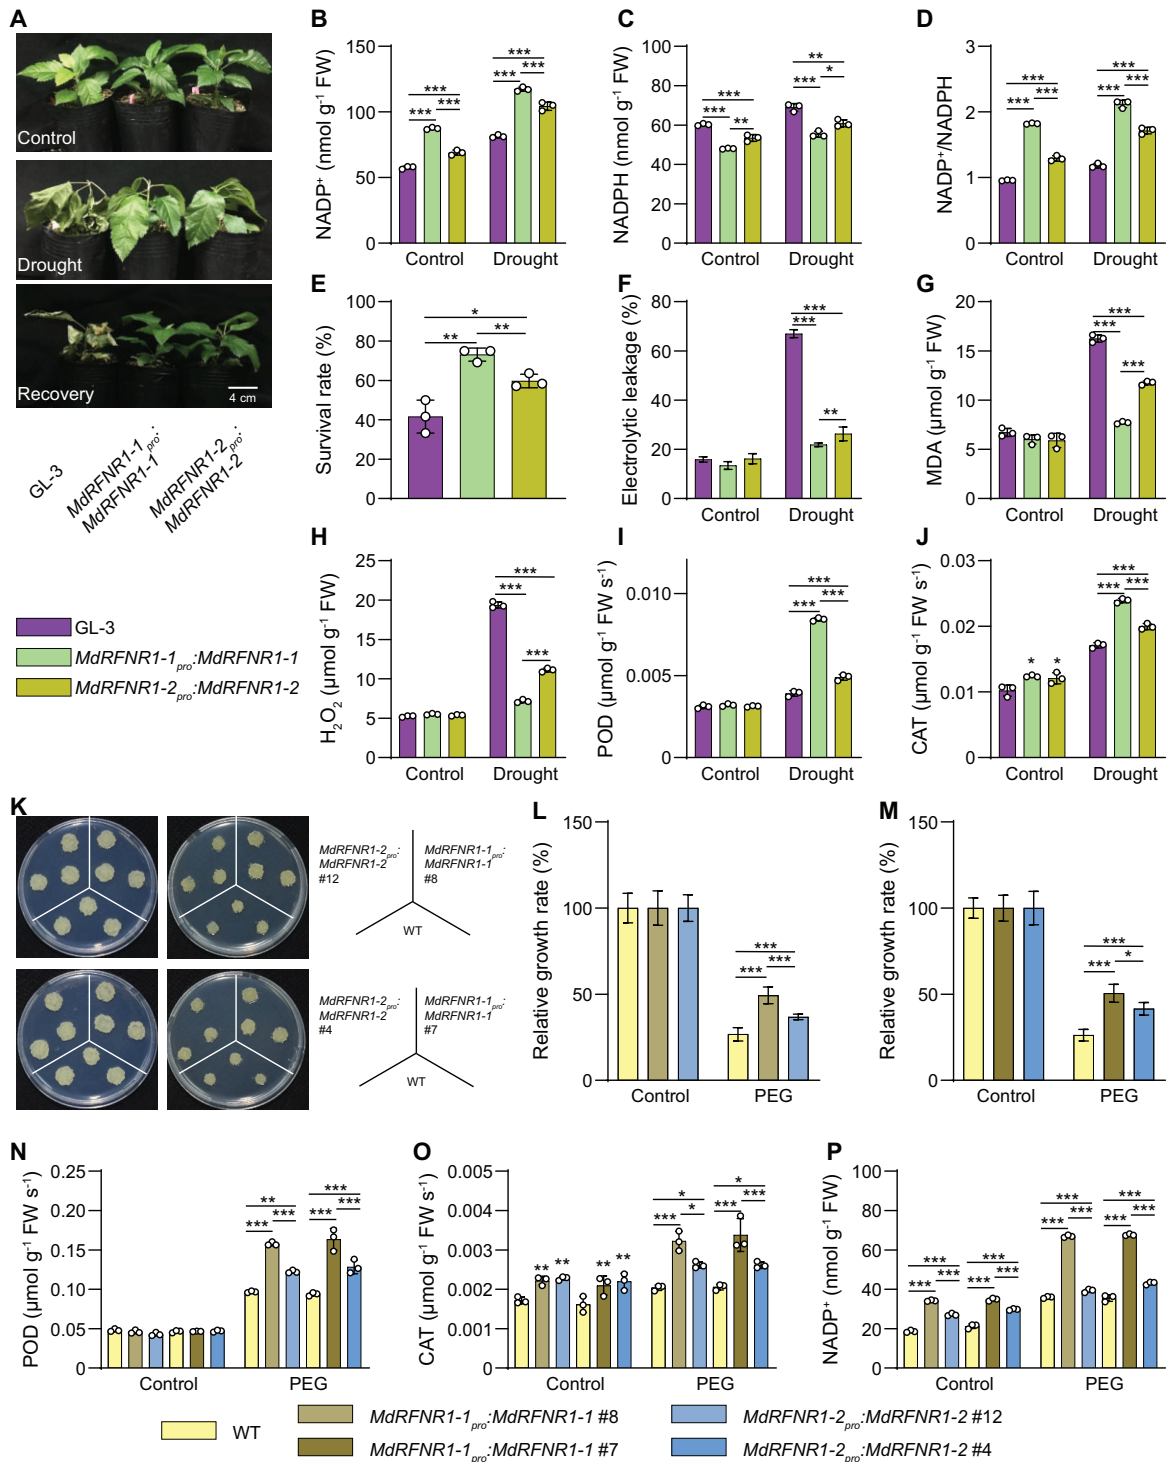 A
Control
Drought
Recovery
4 cm
GL-3
MdRFNR1-1pro:
MdRFNR1-1
MdRFNR1-2pro:
MdRFNR1-2
GL-3
MdRFNR1-1pro:MdRFNR1-1
MdRFNR1-2pro:MdRFNR1-2
B
NADP+ (nmol g-1 FW)
150
100
50
0
***
***
***
***
***
***
Control
Drought
C
NADPH (nmol g-1 FW)
100
80
60
40
20
0
***
***
**
**
***
*
Control
Drought
D
NADP+/NADPH
3
2
1
0
***
***
***
***
***
***
Control
Drought
E
Survival rate (%)
100
80
60
40
20
0
*
**
**
F
Electrolytic leakage (%)
80
60
40
20
0
***
***
**
Control
Drought
G
MDA (µmol g-1 FW)
20
15
10
5
0
***
***
***
Control
Drought
H
H2O2 (µmol g-1 FW)
25
20
15
10
5
0
***
***
***
Control
Drought
I
POD (µmol g-1 FW s-1)
0.010
0.005
0
***
***
***
Control
Drought
J
CAT (µmol g-1 FW s-1)
0.03
0.02
0.01
0
*
*
***
***
***
Control
Drought
K
MdRFNR1-2pro:
MdRFNR1-2
#12
MdRFNR1-1pro:
MdRFNR1-1
#8
WT
MdRFNR1-2pro:
MdRFNR1-2
#4
MdRFNR1-1pro:
MdRFNR1-1
#7
WT
L
Relative growth rate (%)
150
100
50
0
***
***
***
Control
PEG
M
Relative growth rate (%)
150
100
50
0
***
***
*
Control
PEG
N
POD (µmol g-1 FW s-1)
0.25
0.20
0.15
0.10
0.05
0
**
***
***
***
***
***
Control
PEG
O
CAT (µmol g-1 FW s-1)
0.005
0.004
0.003
0.002
0.001
0
**
**
**
**
*
***
*
*
***
***
Control
PEG
P
NADP+ (nmol g-1 FW)
100
80
60
40
20
0
***
***
***
***
***
***
***
***
***
***
***
***
Control
PEG
WT
MdRFNR1-1pro:MdRFNR1-1 #8
MdRFNR1-2pro:MdRFNR1-2 #12
MdRFNR1-1pro:MdRFNR1-1 #7
MdRFNR1-2pro:MdRFNR1-2 #4